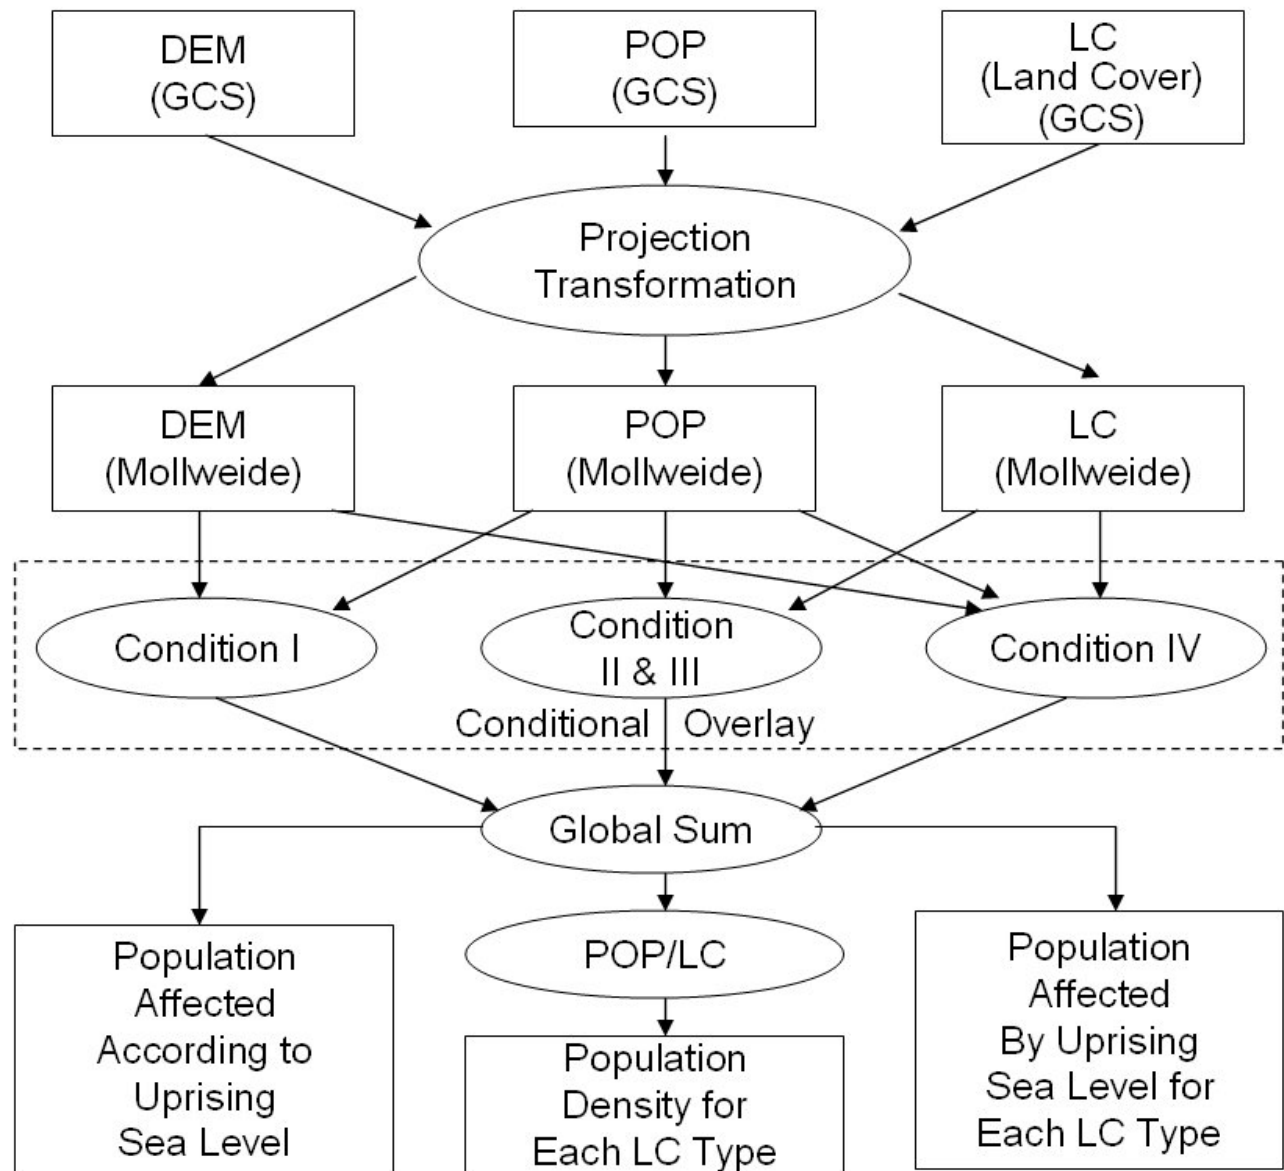 DEM
(GCS)
POP
(GCS)
LC
(Land Cover)
(GCS)
Projection
Transformation
DEM
(Mollweide)
POP
(Mollweide)
LC
(Mollweide)
Condition I
Condition
II & III
Condition IV
Conditional Overlay
Global Sum
Population
Affected
According to
Uprising
Sea Level
POP/LC
Population
Density for
Each LC Type
Population
Affected
By Uprising
Sea Level for
Each LC Type